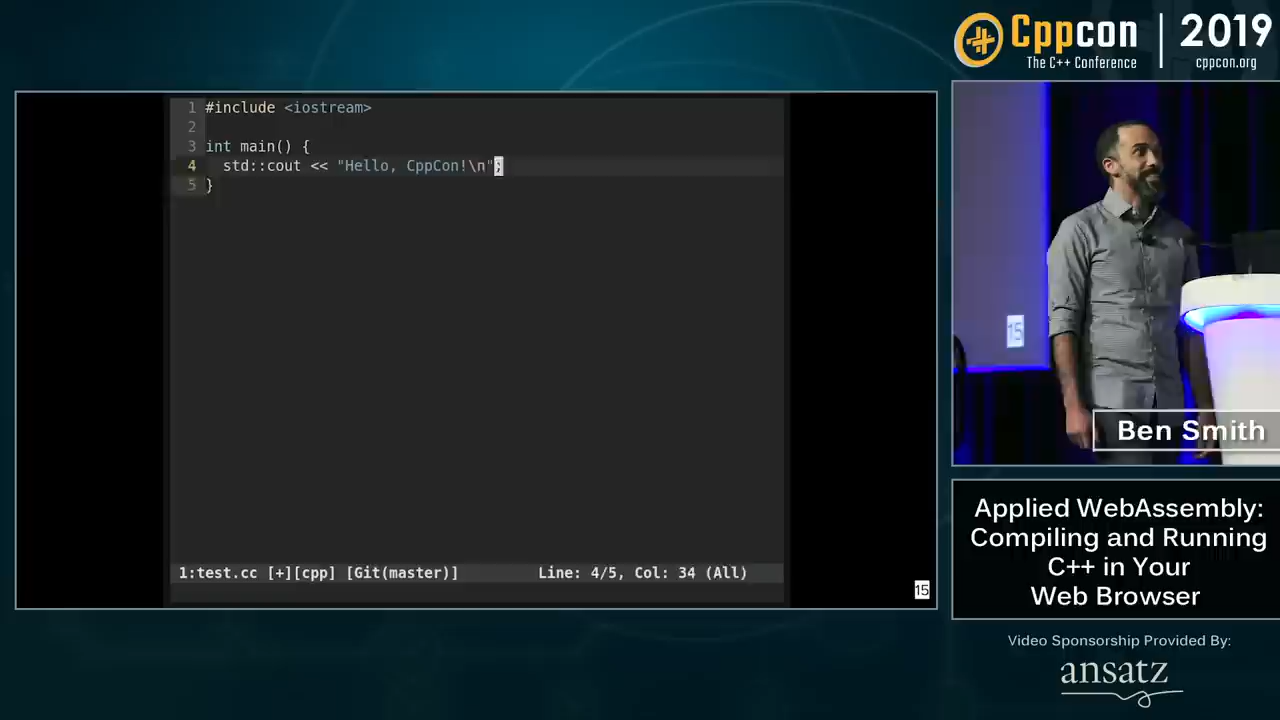 Cppcon | 2019
The C++ Conference
cppcon.org
1 #include <iostream>
2
3 int main() {
4   std::cout << "Hello, CppCon!\n";
5 }
1:test.cc [+][cpp] [Git(master)] Line: 4/5, Col: 34 (All)
15
15
Ben Smith
Applied WebAssembly:
Compiling and Running
C++ in Your
Web Browser
Video Sponsorship Provided By:
ansatz